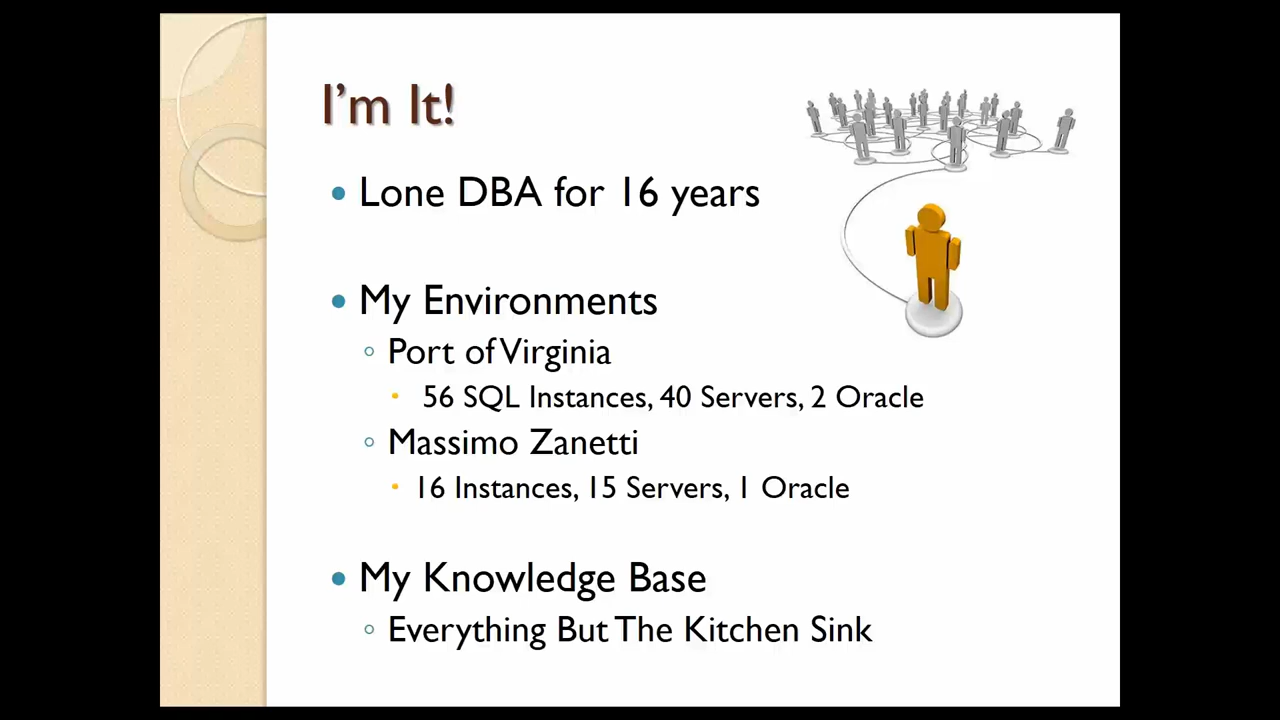 I'm It!
Lone DBA for 16 years
My Environments
Port of Virginia
56 SQL Instances, 40 Servers, 2 Oracle
Massimo Zanetti
16 Instances, 15 Servers, 1 Oracle
My Knowledge Base
Everything But The Kitchen Sink